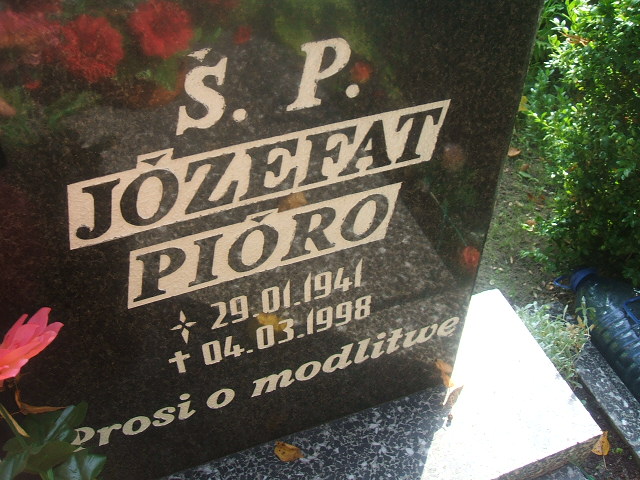 Ś. P.
JÓZEFAT
PIÓRO
29.01.1941
✝ 04.03.1998
Prosi o modlitwę